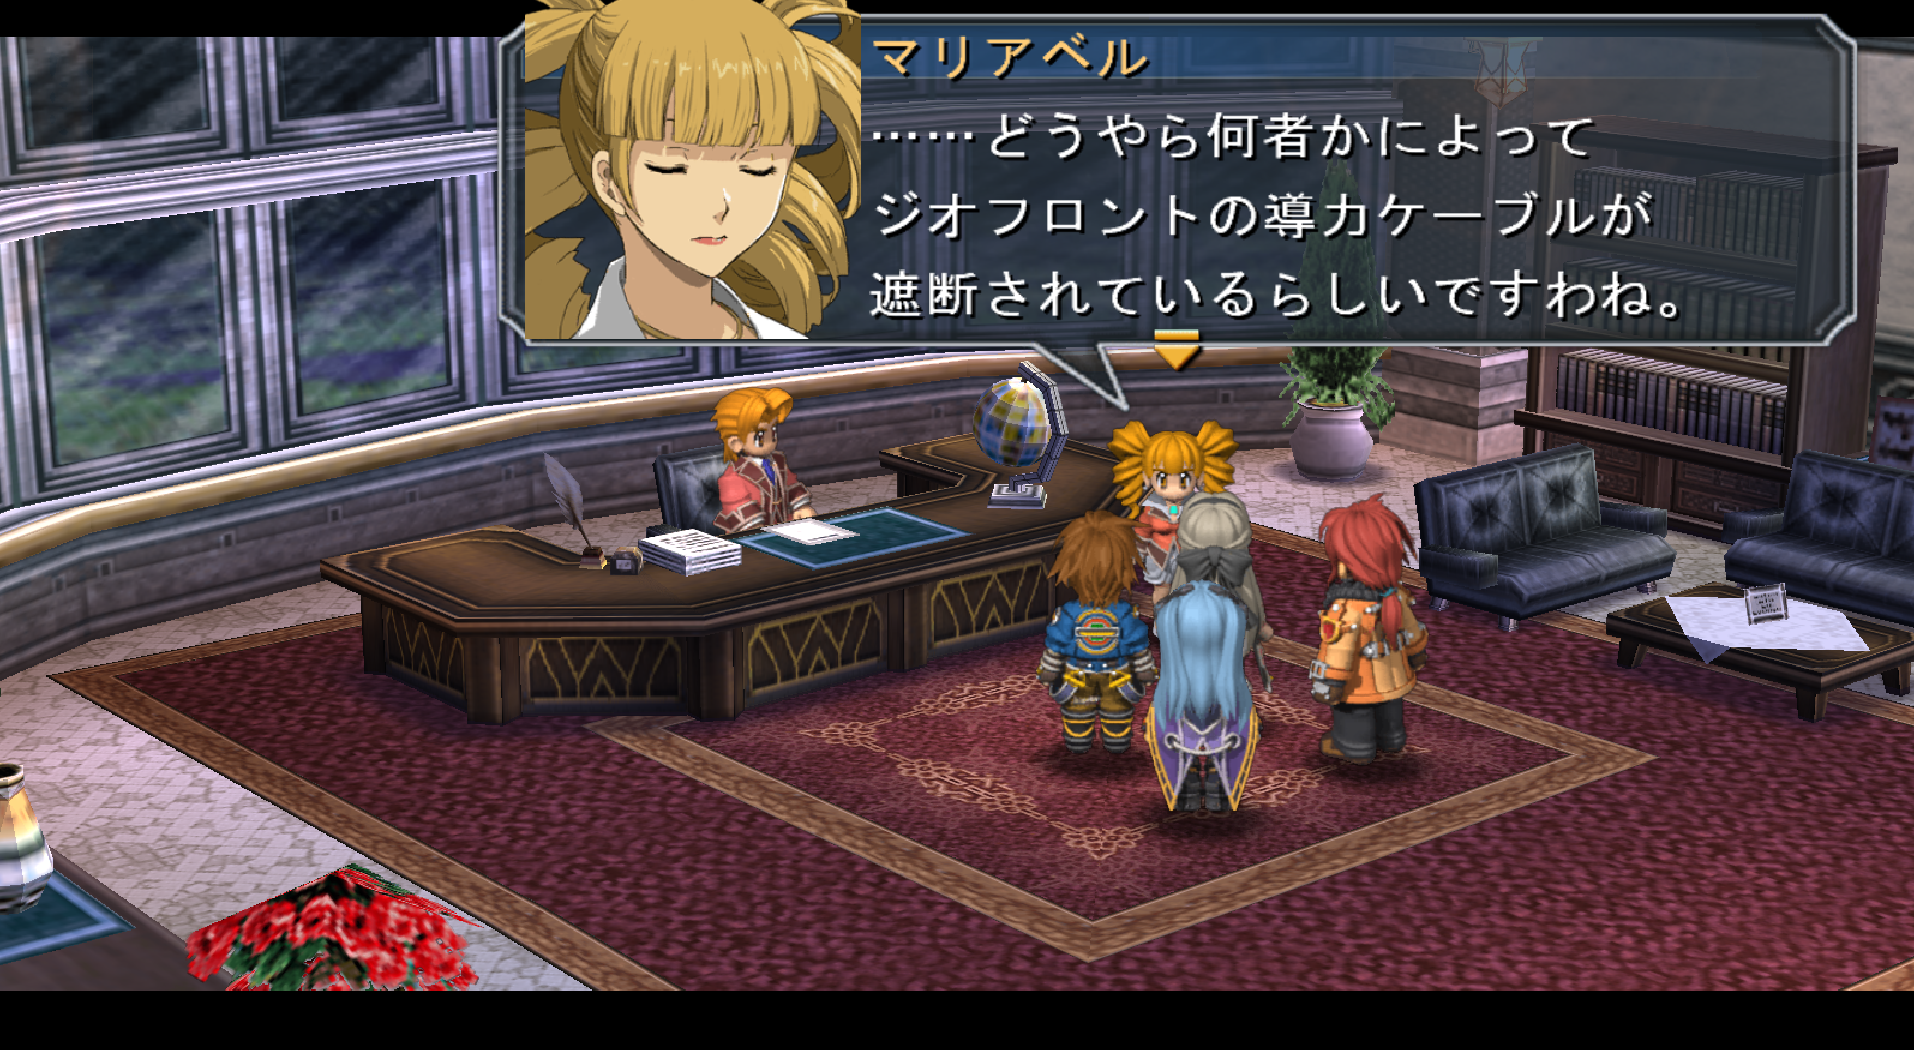 マリアベル
……どうやら何者かによって
ジオフロントの導力ケーブルが
遮断されているらしいですわね。